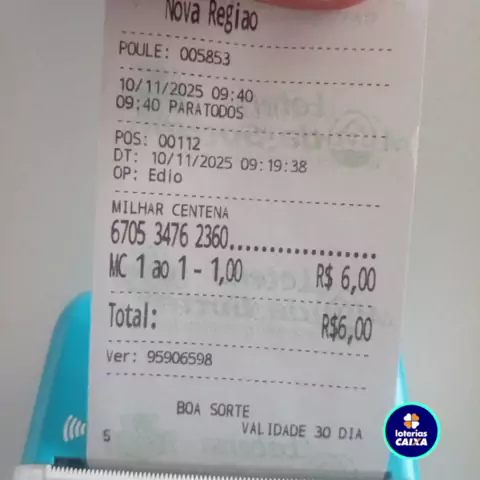 Nova Região
POULE: 005853
10/11/2025 09:40
09:40 PARATODOS
POS: 00112
DT: 10/11/2025 09:19:38
OP: Edio
MILHAR CENTENA
6705 3476 2360..................
MC 1 ao 1 - 1,00 R$ 6,00
Total: R$6,00
Ver: 95906598
BOA SORTE
VALIDADE 30 DIA
5
loterias
CAIXA